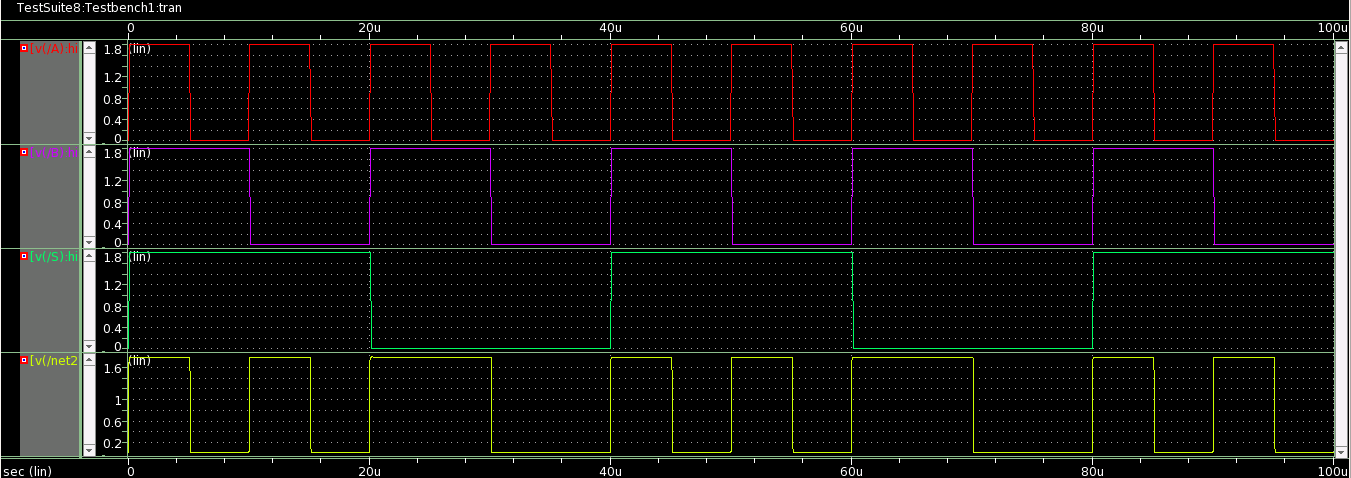 TestSuite8:Testbench1:tran
0 20u 40u 60u 80u 100u
[v(/A):hi
1.8 (lin)
1.2
0.8
0.4
0
1.8 (lin)
1.2
0.8
0.4
0
[v(/S):hi
1.8 (lin)
1.2
0.8
0.4
0
[v(/net2
(lin)
1.6
1
0.6
0.2
sec (lin) 0 20u 40u 60u 80u 100u